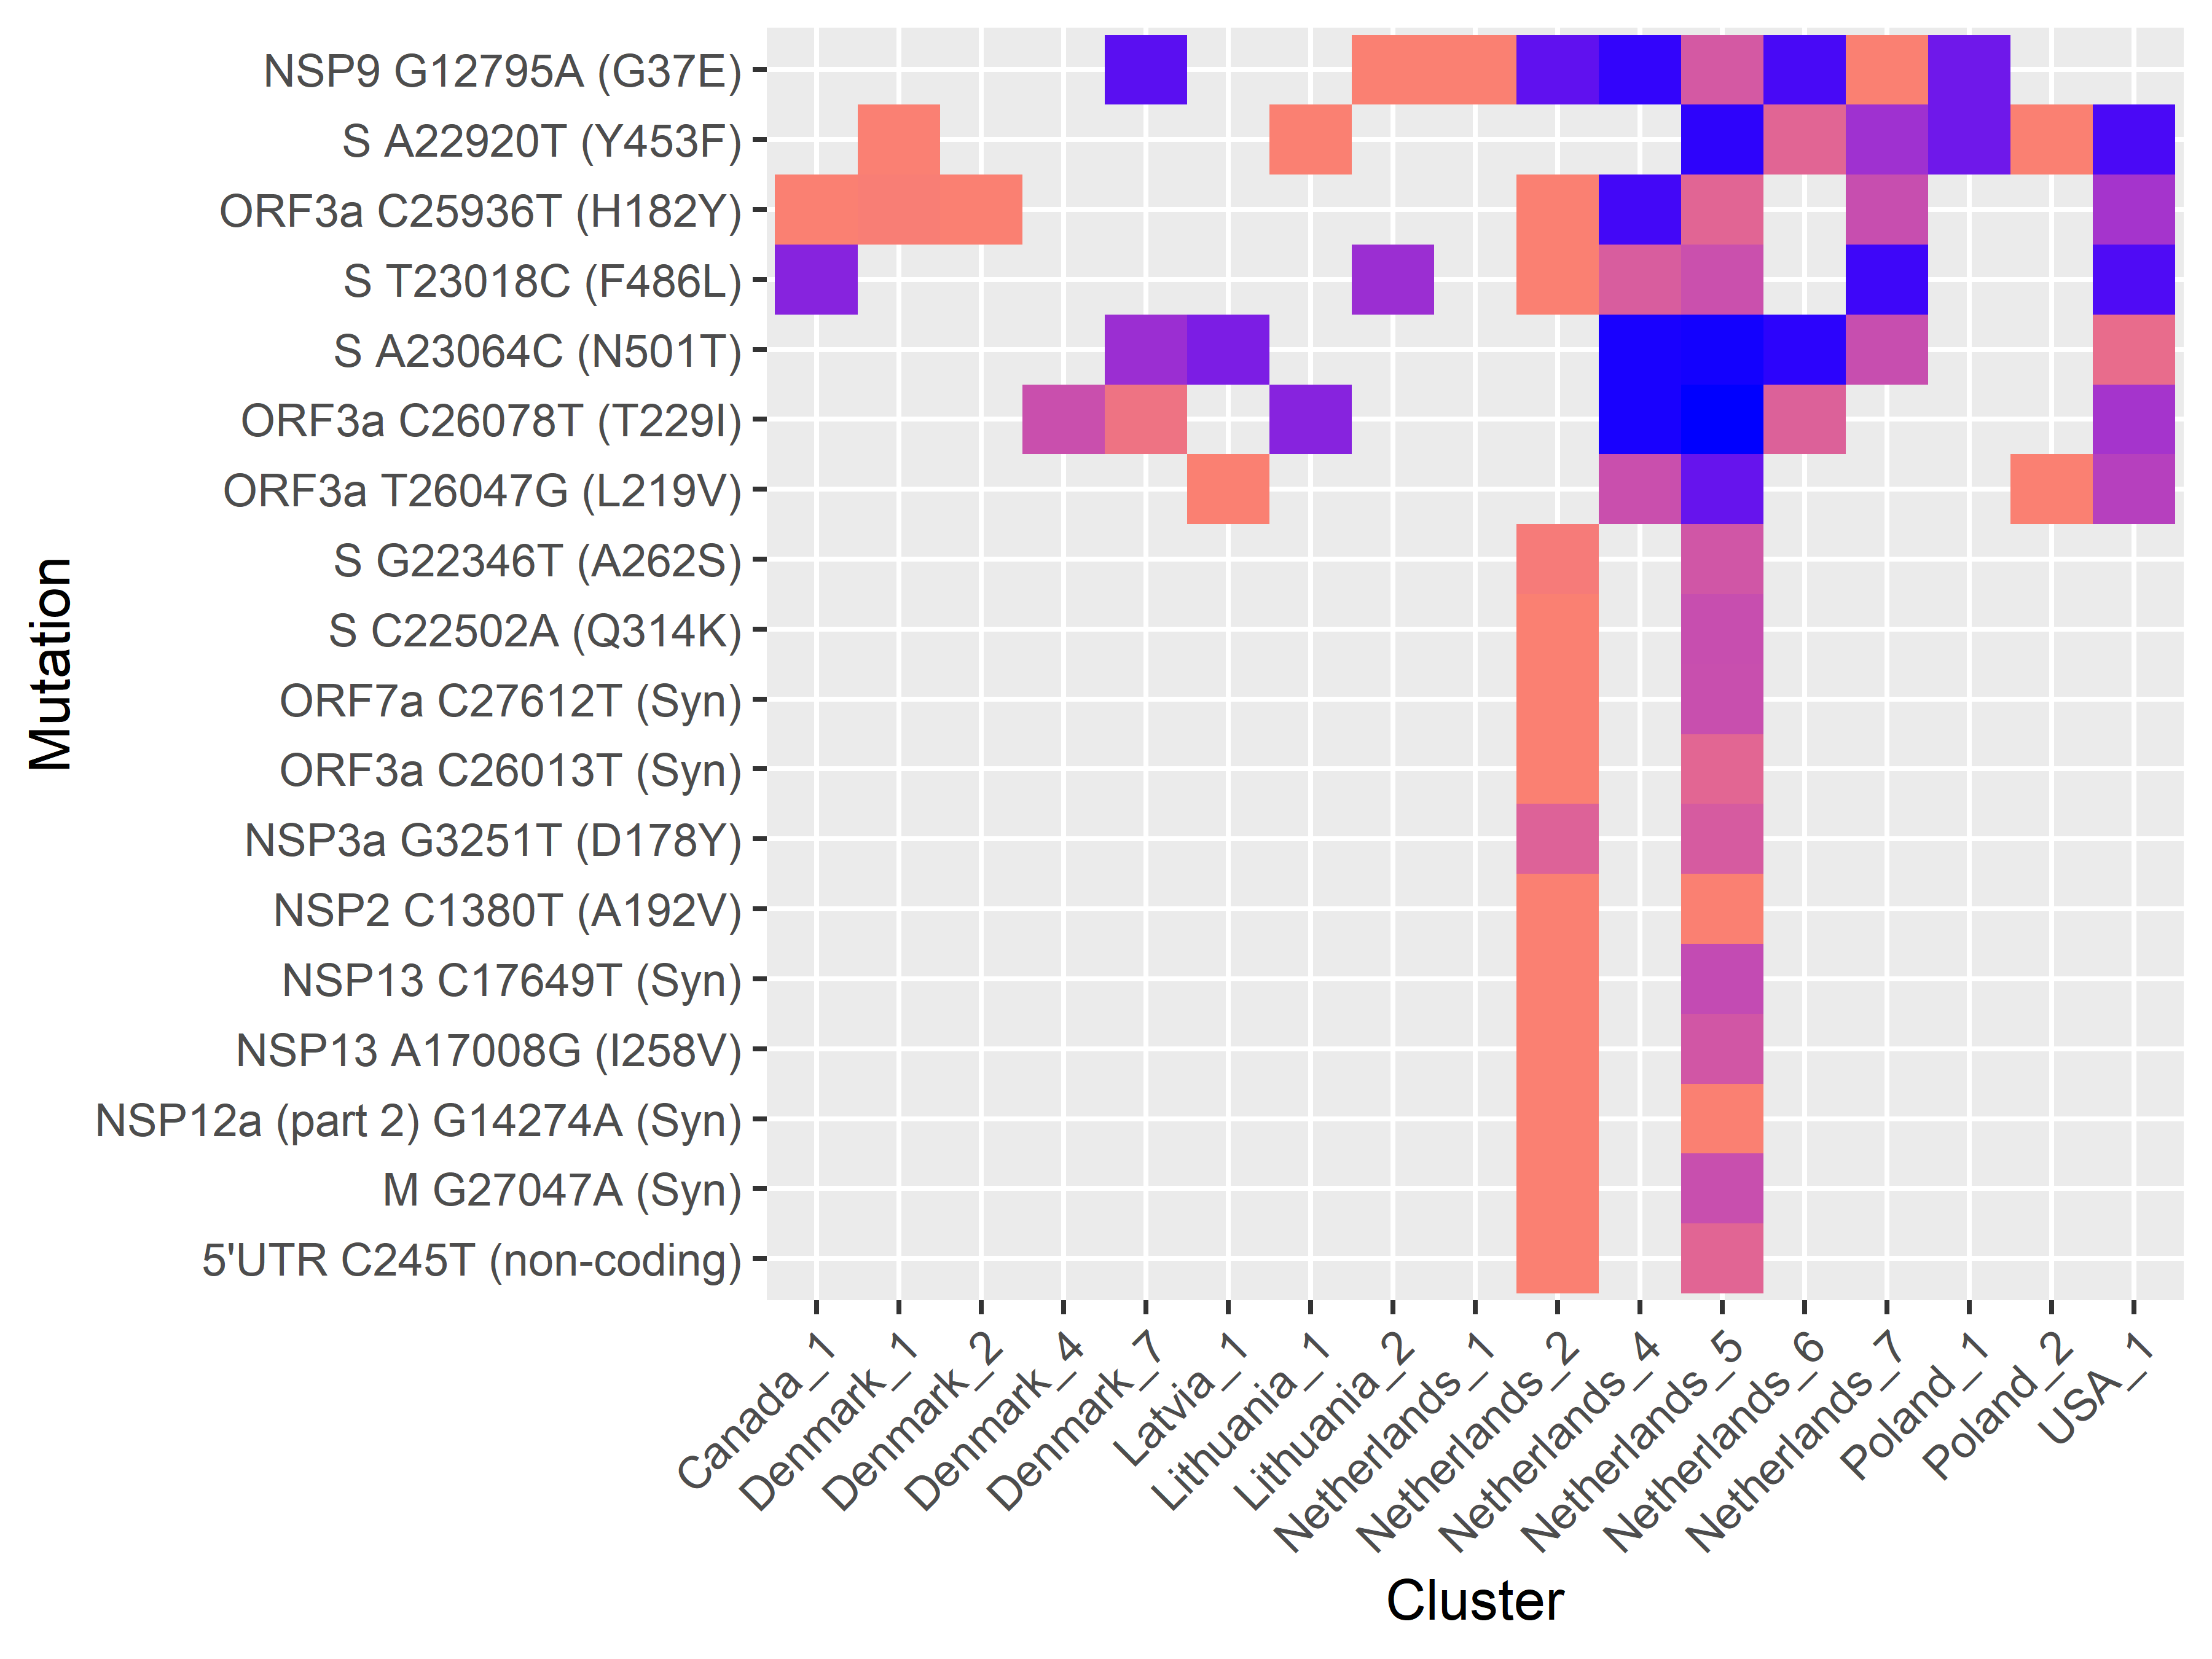 Mutation
NSP9 G12795A (G37E)
S A22920T (Y453F)
ORF3a C25936T (H182Y)
S T23018C (F486L)
S A23064C (N501T)
ORF3a C26078T (T229I)
ORF3a T26047G (L219V)
S G22346T (A262S)
S C22502A (Q314K)
ORF7a C27612T (Syn)
ORF3a C26013T (Syn)
NSP3a G3251T (D178Y)
NSP2 C1380T (A192V)
NSP13 C17649T (Syn)
NSP13 A17008G (I258V)
NSP12a (part 2) G14274A (Syn)
M G27047A (Syn)
5'UTR C245T (non-coding)
Canada_1
Denmark_1
Denmark_2
Denmark_4
Denmark_7
Latvia_1
Lithuania_1
Lithuania_2
Netherlands_1
Netherlands_2
Netherlands_4
Netherlands_5
Netherlands_6
Netherlands_7
Poland_1
Poland_2
USA_1
Cluster